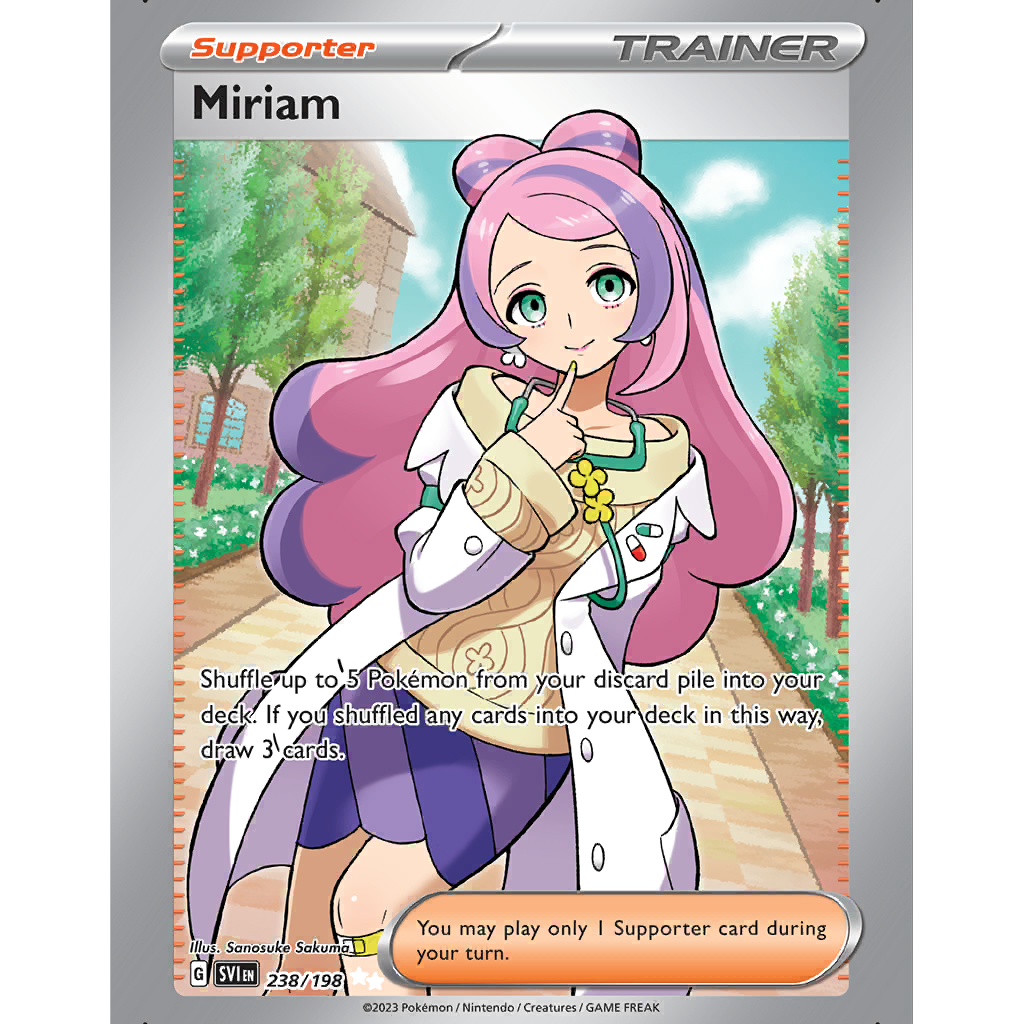 Supporter TRAINER
Miriam
Shuffle up to 5 Pokémon from your discard pile into your
deck. If you shuffled any cards into your deck in this way,
draw 3 cards.
You may play only 1 Supporter card during
your turn.
Illus. Sanosuke Sakuma
G SVI EN 238/198
©2023 Pokémon / Nintendo / Creatures / GAME FREAK